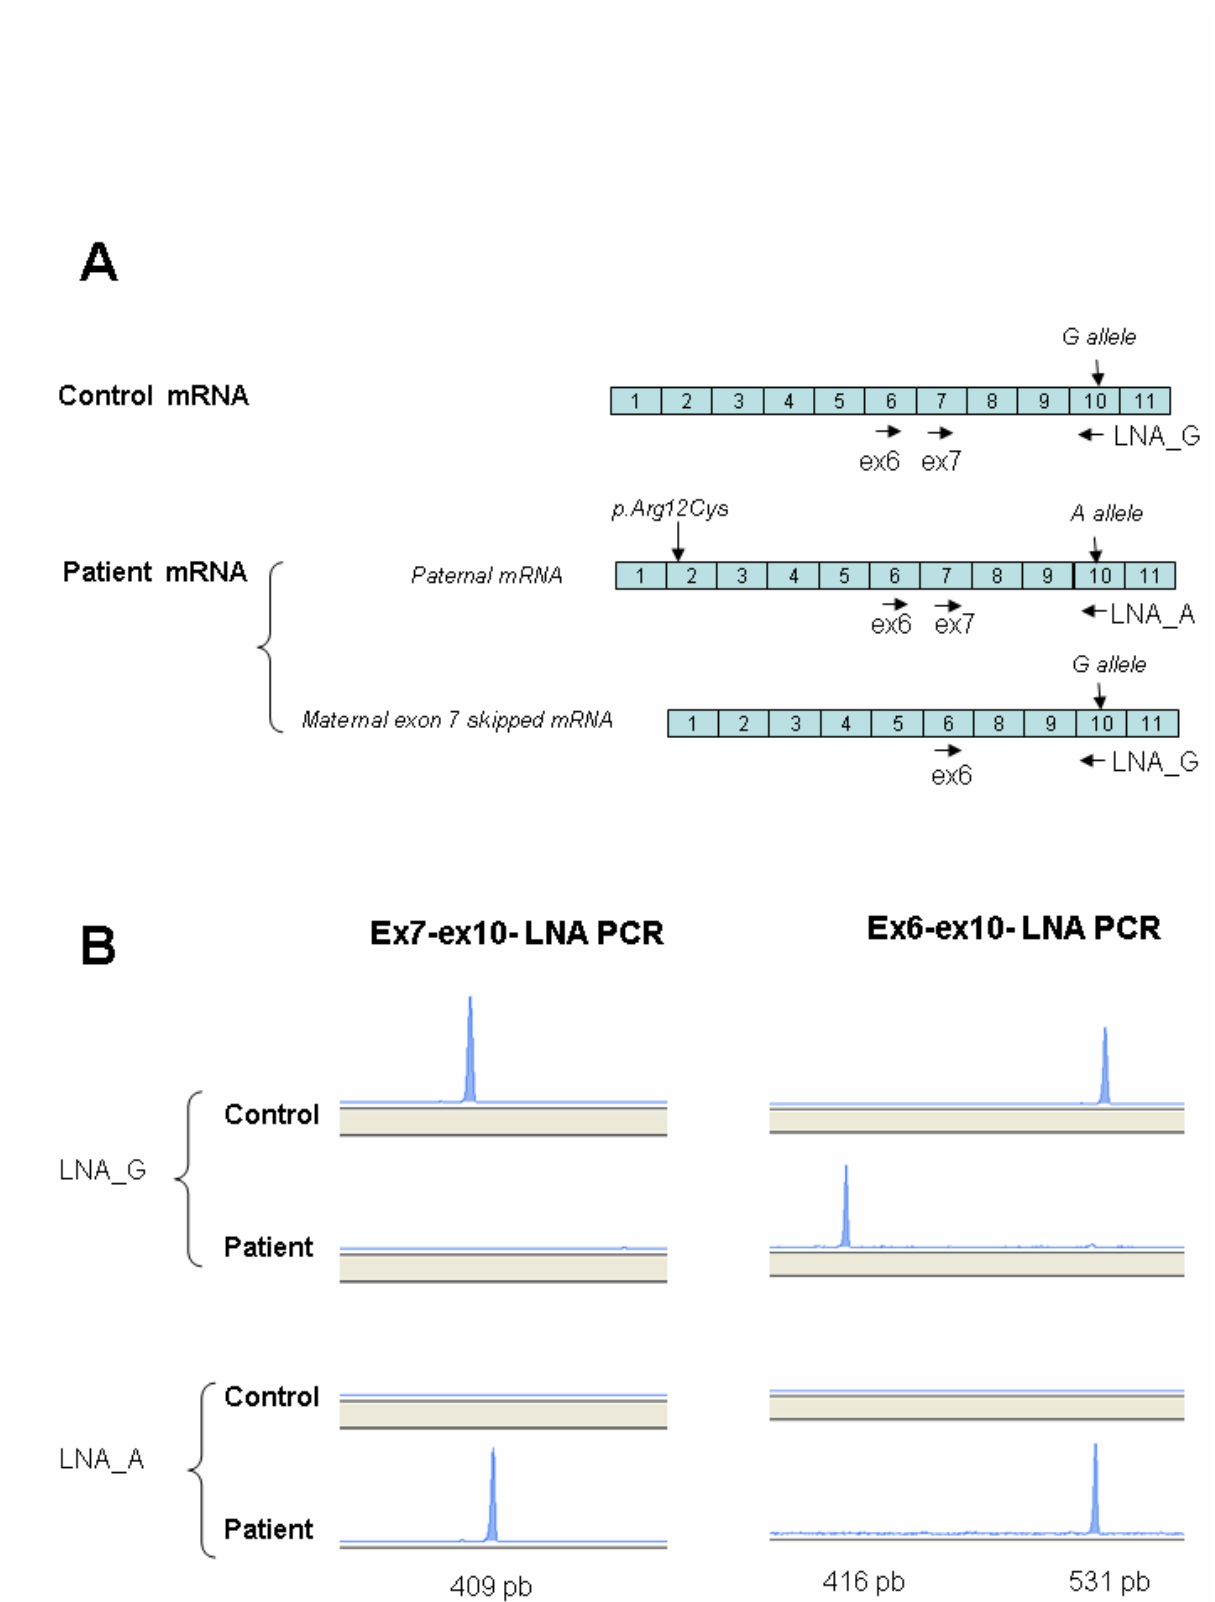 A
G allele
Control mRNA
1 2 3 4 5 6 7 8 9 10 11
LNA_G
ex6 ex7
p.Arg12Cys
A allele
Patient mRNA
Paternal mRNA
1 2 3 4 5 6 7 8 9 10 11
LNA_A
ex6 ex7
G allele
Maternal exon 7 skipped mRNA
1 2 3 4 5 6 8 9 10 11
LNA_G
ex6
B
Ex7-ex10-LNA PCR
Ex6-ex10-LNA PCR
Control
LNA_G
Patient
Control
LNA_A
Patient
409 pb
416 pb
531 pb